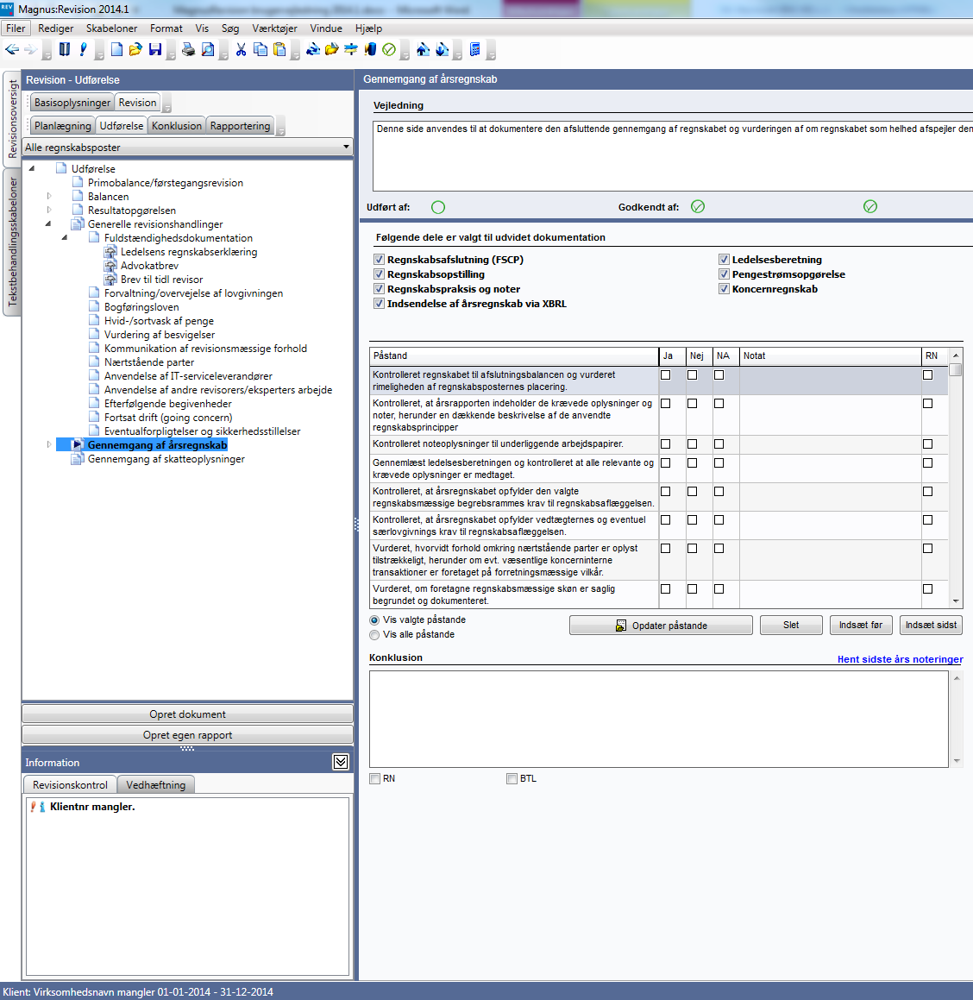 Magnus:Revision 2014.1
Filer Rediger Skabeloner Format Vis Søg Værktøjer Vindue Hjælp
Revisionsoversigt
Tekstbehandlingsskabeloner
Revision - Udførelse
Basisoplysninger Revision
Planlægning Udførelse Konklusion Rapportering
Alle regnskabsposter
Udførelse
Primobalance/førstegangsrevision
Balancen
Resultatopgørelsen
Generelle revisionshandlinger
Fuldstændighedsdokumentation
Ledelsens regnskabserklæring
Advokatbrev
Brev til tidl revisor
Forvaltning/overvejelse af lovgivningen
Bogføringsloven
Hvid-/sortvask af penge
Vurdering af besvigelser
Kommunikation af revisionsmæssige forhold
Nærtstående parter
Anvendelse af IT-serviceleverandører
Anvendelse af andre revisorers/eksperters arbejde
Efterfølgende begivenheder
Fortsat drift (going concern)
Eventualforpligtelser og sikkerhedsstillelser
Gennemgang af årsregnskab
Gennemgang af skatteoplysninger
Opret dokument
Opret egen rapport
Information
Revisionskontrol Vedhæftning
Klientnr mangler.
Gennemgang af årsregnskab
Vejledning
Denne side anvendes til at dokumentere den afsluttende gennemgang af regnskabet og vurderingen af om regnskabet som helhed afspejler den
Udført af: Godkendt af:
Følgende dele er valgt til udvidet dokumentation
Regnskabsafslutning (FSCP) Ledelsesberetning
Regnskabsopstilling Pengestrømsopgørelse
Regnskabspraksis og noter Koncernregnskab
Indsendelse af årsregnskab via XBRL
Påstand Ja Nej NA Notat RN
Kontrolleret regnskabet til afslutningsbalancen og vurderet
rimeligheden af regnskabsposternes placering.
Kontrolleret, at årsrapporten indeholder de krævede oplysninger og
noter, herunder en dækkende beskrivelse af de anvendte
regnskabsprincipper
Kontrolleret noteoplysninger til underliggende arbejdspapirer.
Gennemlæst ledelsesberetningen og kontrolleret at alle relevante og
krævede oplysninger er medtaget.
Kontrolleret, at årsregnskabet opfylder den valgte
regnskabsmæssige begrebsrammes krav til regnskabsaflæggelsen.
Kontrolleret, at årsregnskabet opfylder vedtægternes og eventuel
særlovgivnings krav til regnskabsaflæggelsen.
Vurderet, hvorvidt forhold omkring nærtstående parter er oplyst
tilstrækkeligt, herunder om evt. væsentlige koncerninterne
transaktioner er foretaget på forretningsmæssige vilkår.
Vurderet, om foretagne regnskabsmæssige skøn er saglig
begrundet og dokumenteret.
Vis valgte påstande
Vis alle påstande
Opdater påstande Slet Indsæt før Indsæt sidst
Konklusion Hent sidste års noteringer
RN BTL
Klient: Virksomhedsnavn mangler 01-01-2014 - 31-12-2014